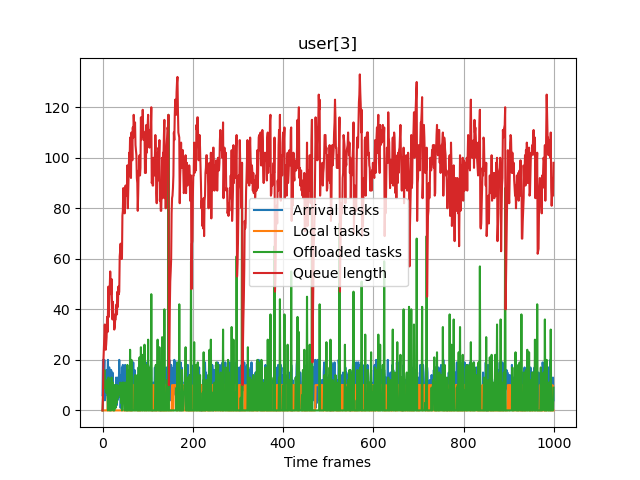 user[3]
120
100
80
60
40
20
0
Arrival tasks
Local tasks
Offloaded tasks
Queue length
0 200 400 600 800 1000
Time frames